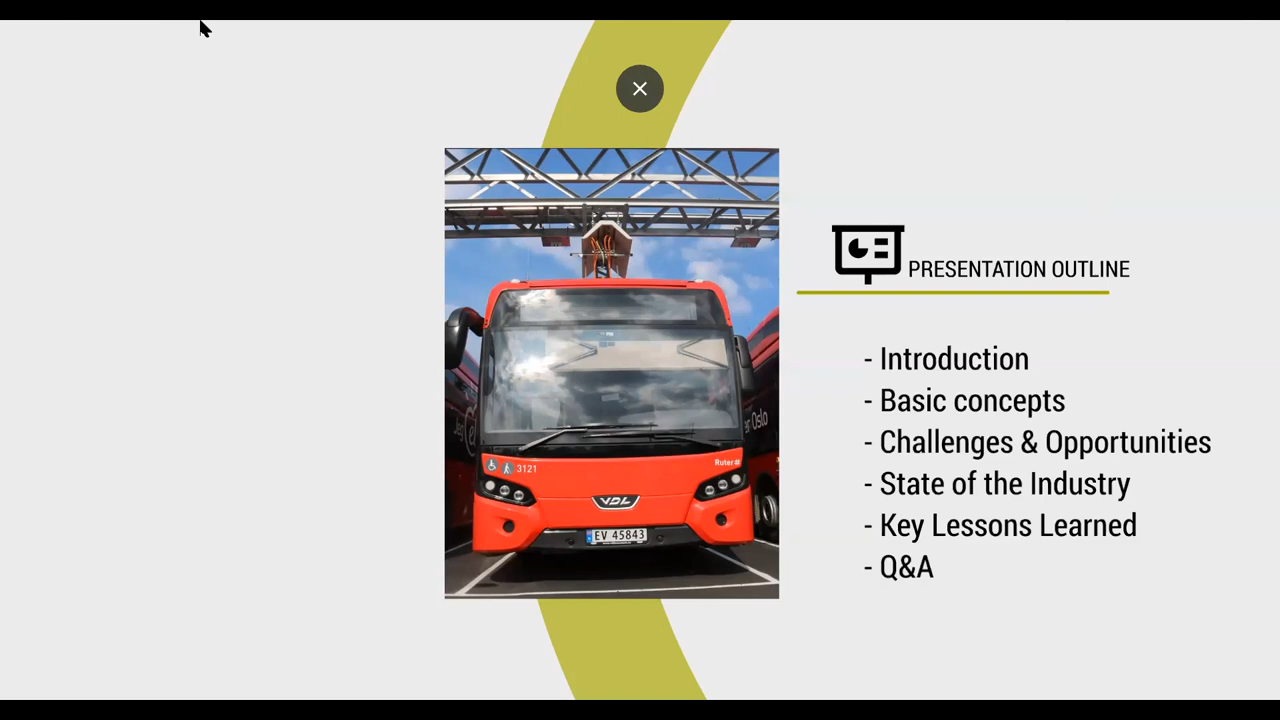 PRESENTATION OUTLINE
- Introduction
- Basic concepts
- Challenges & Opportunities
- State of the Industry
- Key Lessons Learned
- Q&A
er Oslo
3121
Ruter
VDL
EV 45843